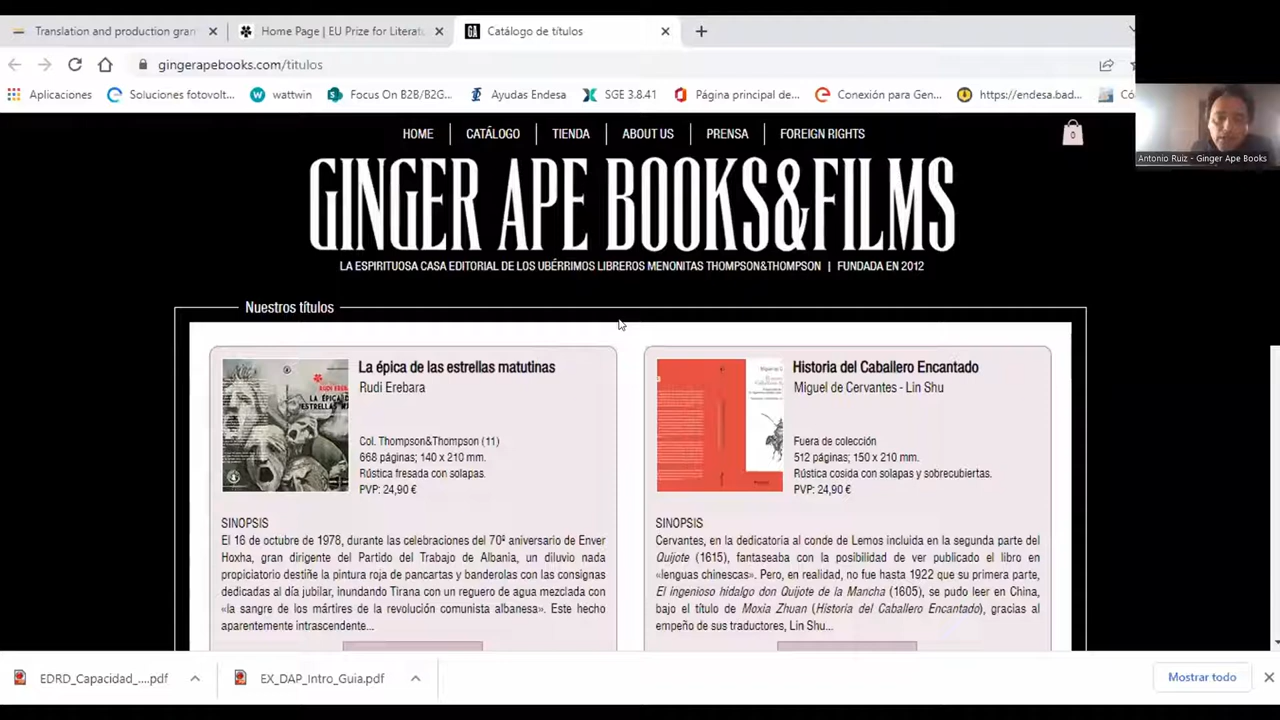 Translation and production gran
Home Page | EU Prize for Literatu
GA
Catálogo de títulos
gingerapebooks.com/titulos
Aplicaciones
Soluciones fotovolt...
wattwin
Focus On B2B/B2G...
Ayudas Endesa
SGE 3.8.41
Página principal de...
Conexión para Gen...
https://endesa.bad...
Có
HOME
CATÁLOGO
TIENDA
ABOUT US
PRENSA
FOREIGN RIGHTS
0
Antonio Ruiz - Ginger Ape Books
GINGER APE BOOKS&FILMS
LA ESPIRITUOSA CASA EDITORIAL DE LOS UBÉRRIMOS LIBREROS MENONITAS THOMPSON&THOMPSON | FUNDADA EN 2012
Nuestros títulos
La épica de las estrellas matutinas
Rudi Erebara
Col. Thompson&Thompson (11)
668 páginas; 140 x 210 mm.
Rústica fresada con solapas.
PVP: 24,90 €
SINOPSIS
El 16 de octubre de 1978, durante las celebraciones del 70º aniversario de Enver
Hoxha, gran dirigente del Partido del Trabajo de Albania, un diluvio nada
propiciatorio destiñe la pintura roja de pancartas y banderolas con las consignas
dedicadas al día jubilar, inundando Tirana con un reguero de agua mezclada con
«la sangre de los mártires de la revolución comunista albanesa». Este hecho
aparentemente intrascendente...
Historia del Caballero Encantado
Miguel de Cervantes - Lin Shu
Fuera de colección
512 páginas; 150 x 210 mm.
Rústica cosida con solapas y sobrecubiertas.
PVP: 24,90 €
SINOPSIS
Cervantes, en la dedicatoria al conde de Lemos incluida en la segunda parte del
Quijote (1615), fantaseaba con la posibilidad de ver publicado el libro en
«lenguas chinescas». Pero, en realidad, no fue hasta 1922 que su primera parte,
El ingenioso hidalgo don Quijote de la Mancha (1605), se pudo leer en China,
bajo el título de Moxia Zhuan (Historia del Caballero Encantado), gracias al
empeño de sus traductores, Lin Shu...
EDRD_Capacidad_....pdf
EX_DAP_Intro_Guia.pdf
Mostrar todo